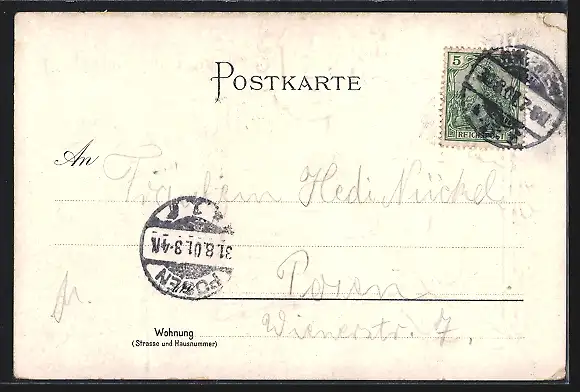 POSTKARTE
5
REICHSPOST
An Fräulein Hedi Nückel
31.8.01.3-4N
POSEN
fr.
Posen
Wienerstr. 7.
Wohnung
(Strasse und Hausnummer)